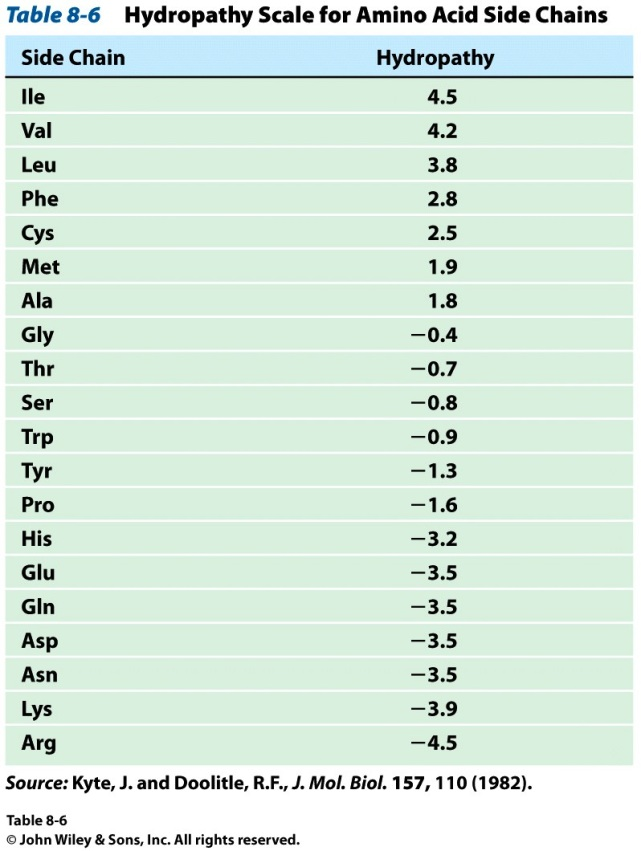 Table 8-6 Hydropathy Scale for Amino Acid Side Chains
Side Chain Hydropathy
Ile 4.5
Val 4.2
Leu 3.8
Phe 2.8
Cys 2.5
Met 1.9
Ala 1.8
Gly −0.4
Thr −0.7
Ser −0.8
Trp −0.9
Tyr −1.3
Pro −1.6
His −3.2
Glu −3.5
Gln −3.5
Asp −3.5
Asn −3.5
Lys −3.9
Arg −4.5
Source: Kyte, J. and Doolitle, R.F., J. Mol. Biol. 157, 110 (1982).
Table 8-6
© John Wiley & Sons, Inc. All rights reserved.